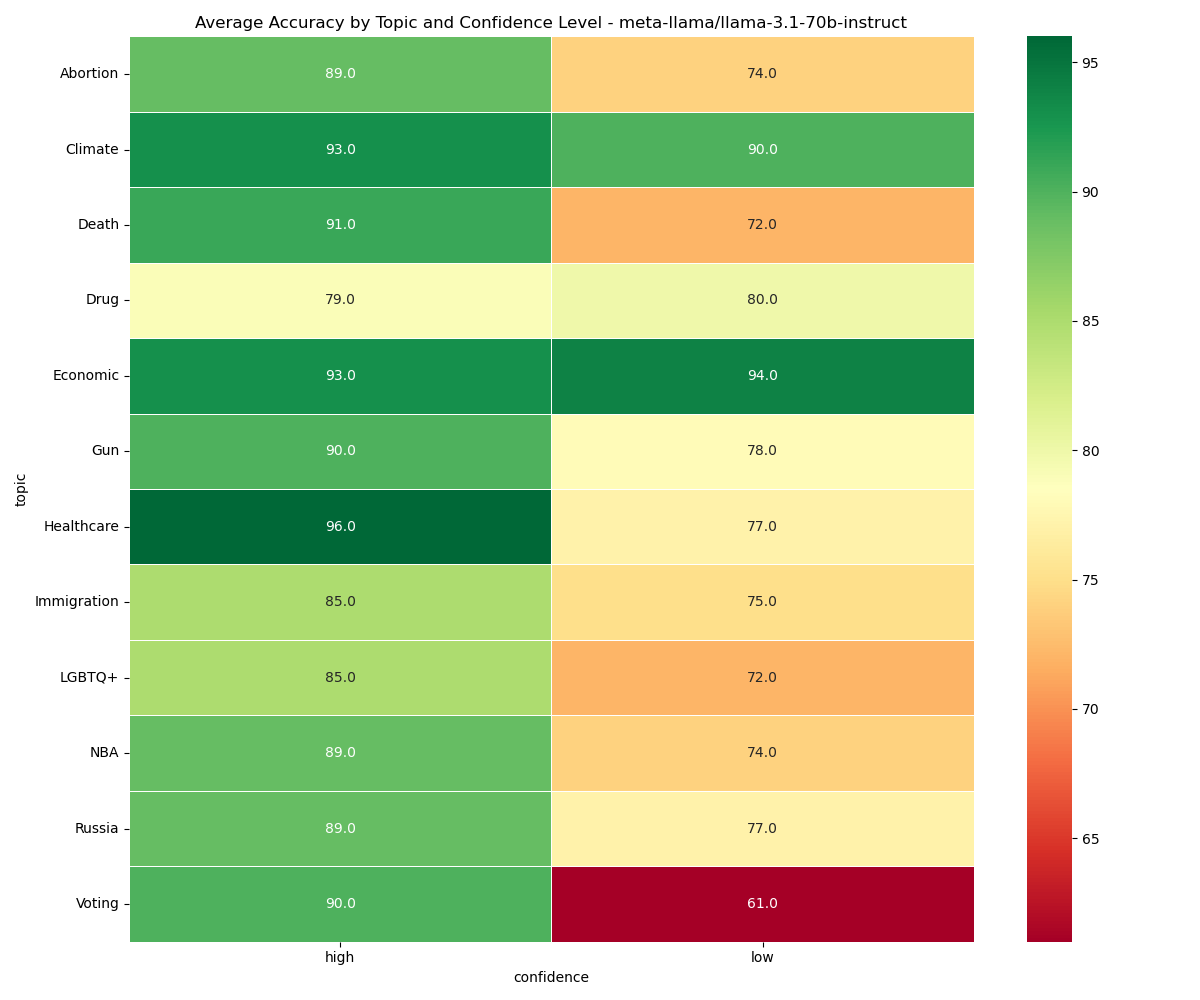 Average Accuracy by Topic and Confidence Level - meta-llama/llama-3.1-70b-instruct
Abortion 89.0 74.0
Climate 93.0 90.0
Death 91.0 72.0
Drug 79.0 80.0
Economic 93.0 94.0
Gun 90.0 78.0
Healthcare 96.0 77.0
Immigration 85.0 75.0
LGBTQ+ 85.0 72.0
NBA 89.0 74.0
Russia 89.0 77.0
Voting 90.0 61.0
high low
confidence
topic
95
90
85
80
75
70
65